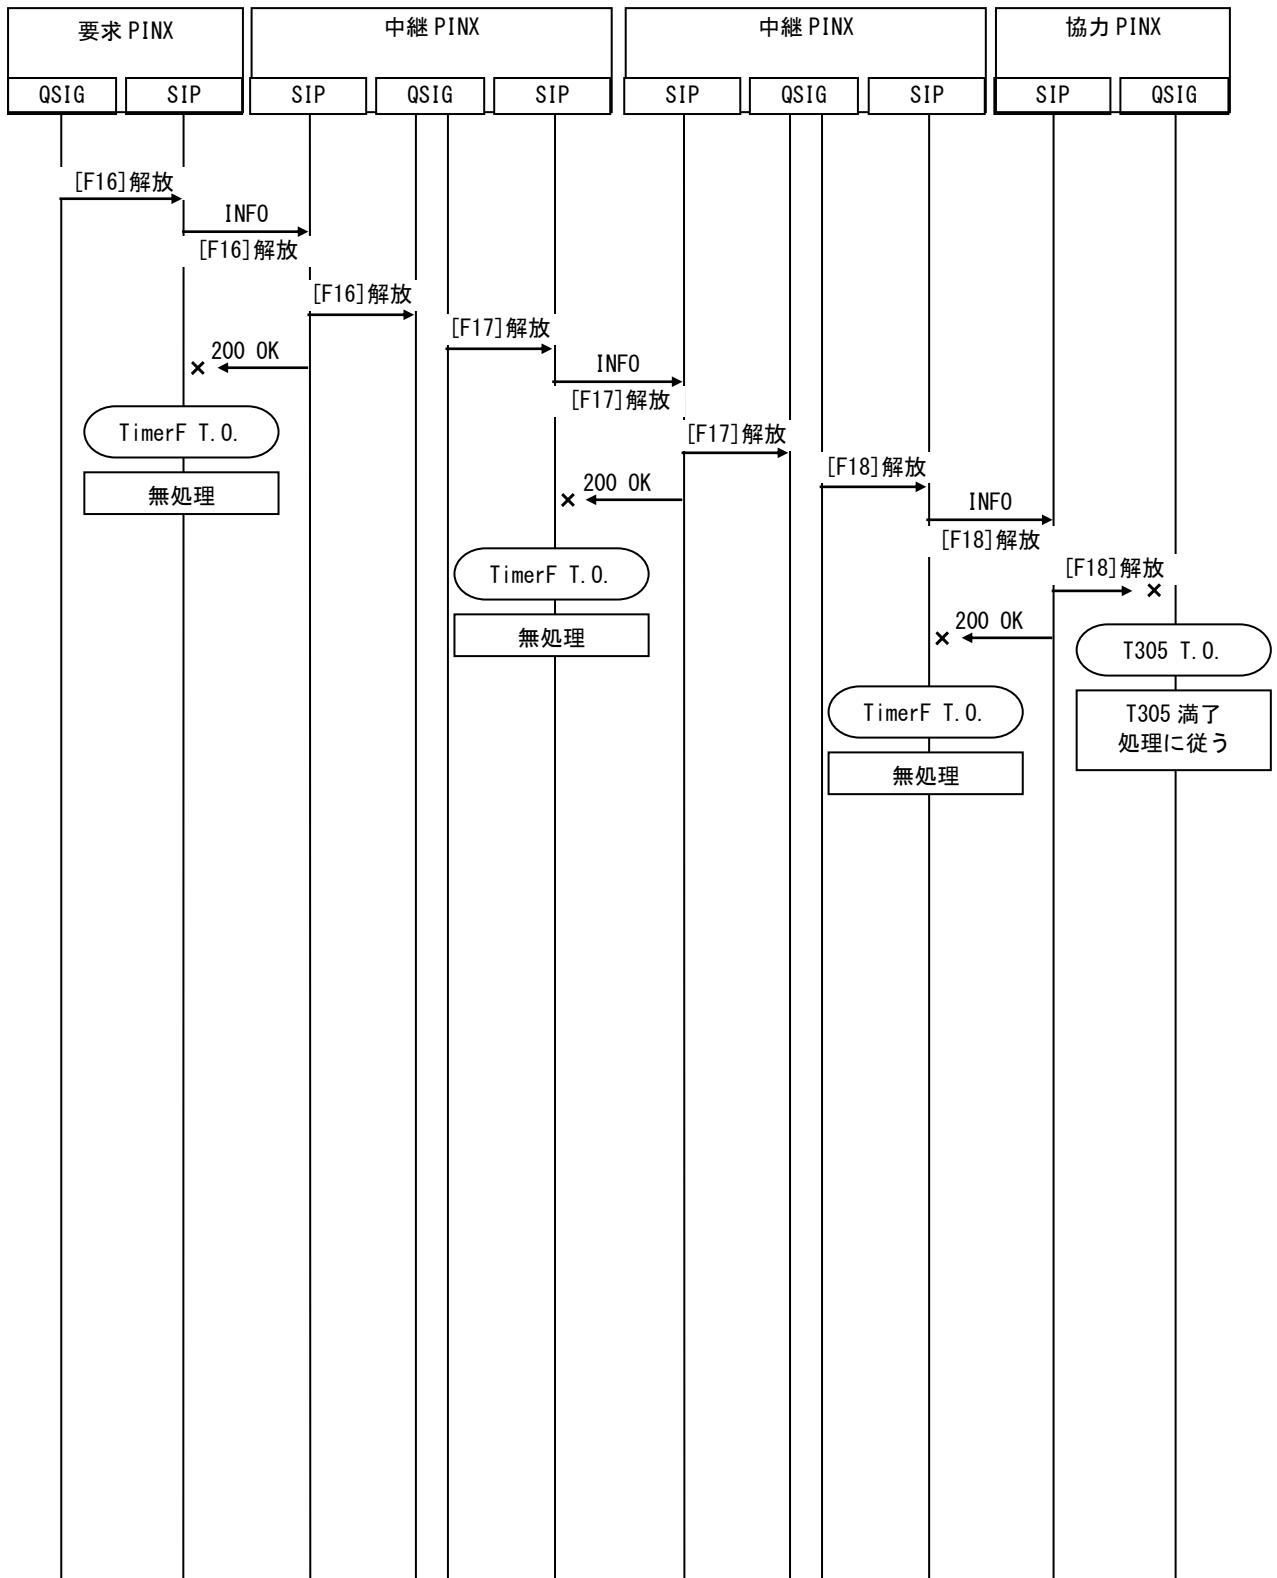 要求 PINX
中継 PINX
中継 PINX
協力 PINX
QSIG
SIP
SIP
QSIG
SIP
SIP
QSIG
SIP
SIP
QSIG
[F16]解放
INFO
[F16]解放
[F16]解放
[F17]解放
200 OK
INFO
[F17]解放
TimerF T.O.
[F17]解放
[F18]解放
無処理
200 OK
INFO
[F18]解放
[F18]解放
TimerF T.O.
200 OK
無処理
T305 T.O.
TimerF T.O.
T305 満了
処理に従う
無処理